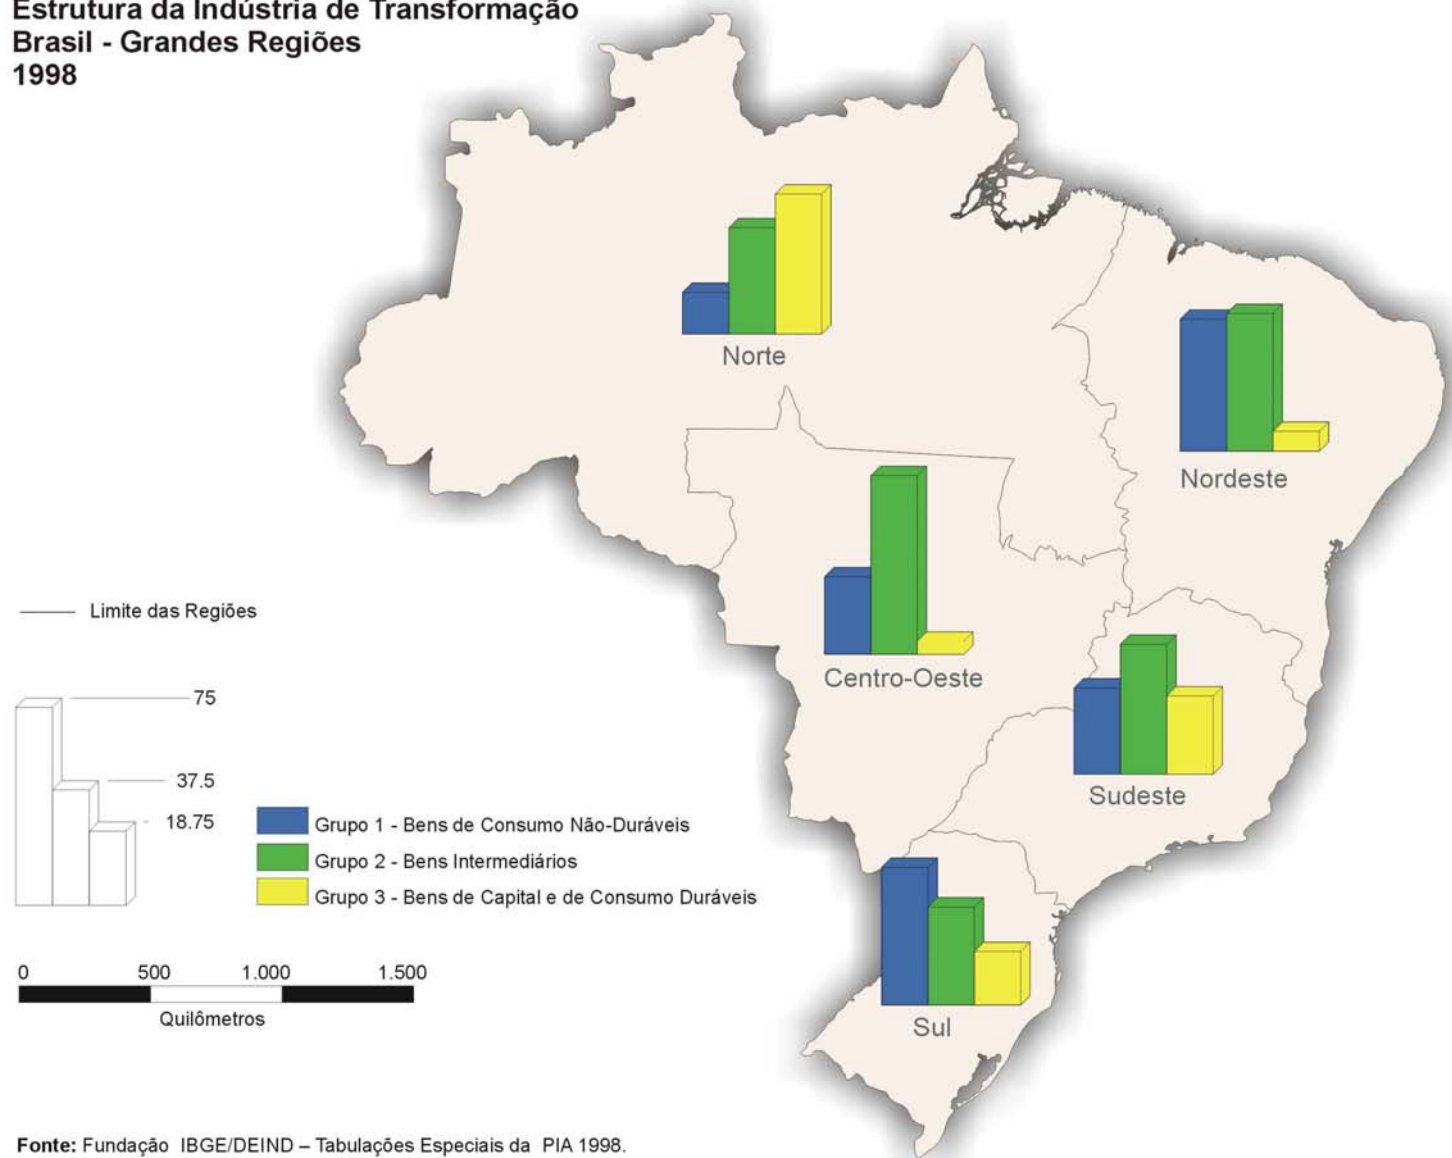 Estrutura da Indústria de Transformação
Brasil - Grandes Regiões
1998
Norte
Nordeste
Centro-Oeste
Sudeste
Sul
Limite das Regiões
75
37.5
18.75
Grupo 1 - Bens de Consumo Não-Duráveis
Grupo 2 - Bens Intermediários
Grupo 3 - Bens de Capital e de Consumo Duráveis
0 500 1.000 1.500
Quilômetros
Fonte: Fundação IBGE/DEIND – Tabulações Especiais da PIA 1998.